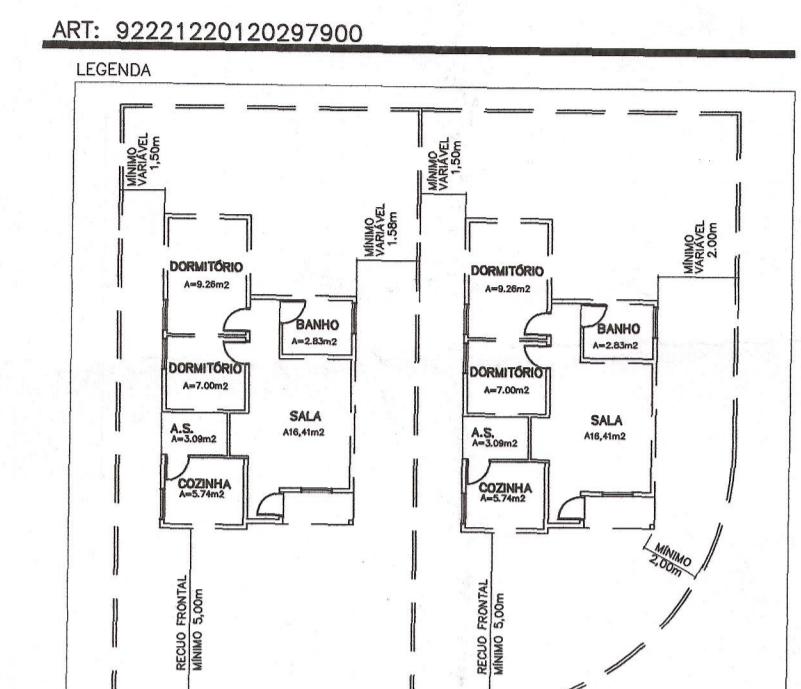 ART: 92221220120297900
LEGENDA
MÍNIMO
VARIÁVEL
1,50m
MÍNIMO
VARIÁVEL
1.58m
DORMITÓRIO
A=9.26m2
BANHO
A=2.83m2
DORMITÓRIO
A=7.00m2
SALA
A16,41m2
A.S.
A=3.09m2
COZINHA
A=5.74m2
RECUO FRONTAL
MÍNIMO 5,00m
MÍNIMO
VARIÁVEL
1,50m
MÍNIMO
VARIÁVEL
2.00m
DORMITÓRIO
A=9.26m2
BANHO
A=2.83m2
DORMITÓRIO
A=7.00m2
SALA
A16,41m2
A.S.
A=3.09m2
COZINHA
A=5.74m2
MÍNIMO
2,00m
RECUO FRONTAL
MÍNIMO 5,00m